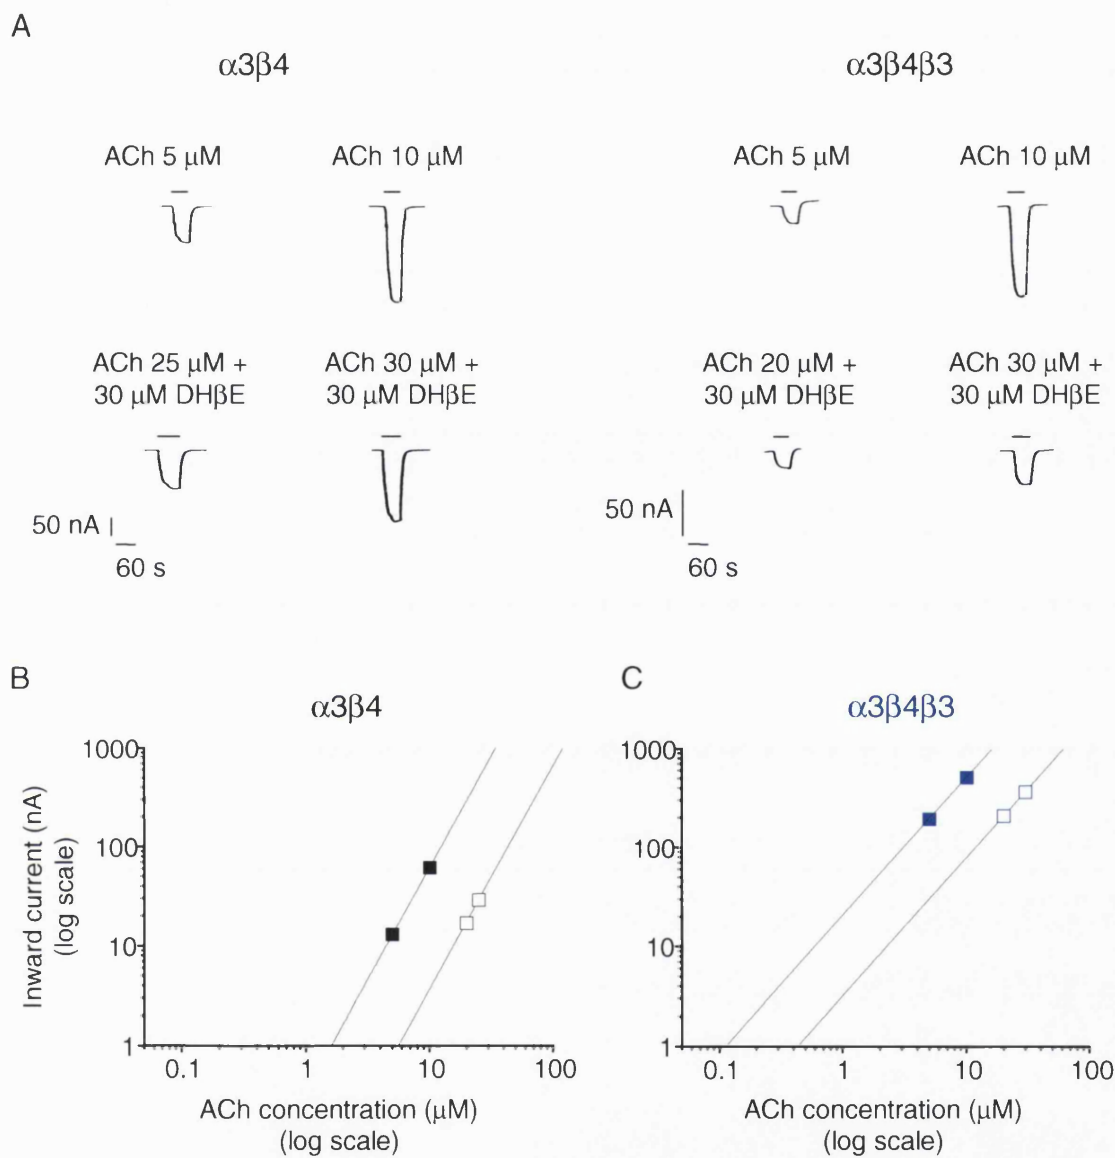 A
α3β4
α3β4β3
ACh 5 μM
ACh 10 μM
ACh 5 μM
ACh 10 μM
ACh 25 μM +
30 μM DHβE
ACh 30 μM +
30 μM DHβE
ACh 20 μM +
30 μM DHβE
ACh 30 μM +
30 μM DHβE
50 nA
60 s
50 nA
60 s
B
α3β4
Inward current (nA)
(log scale)
1000
100
10
1
0.1
1
10
100
ACh concentration (μM)
(log scale)
C
α3β4β3
1000
100
10
1
0.1
1
10
100
ACh concentration (μM)
(log scale)